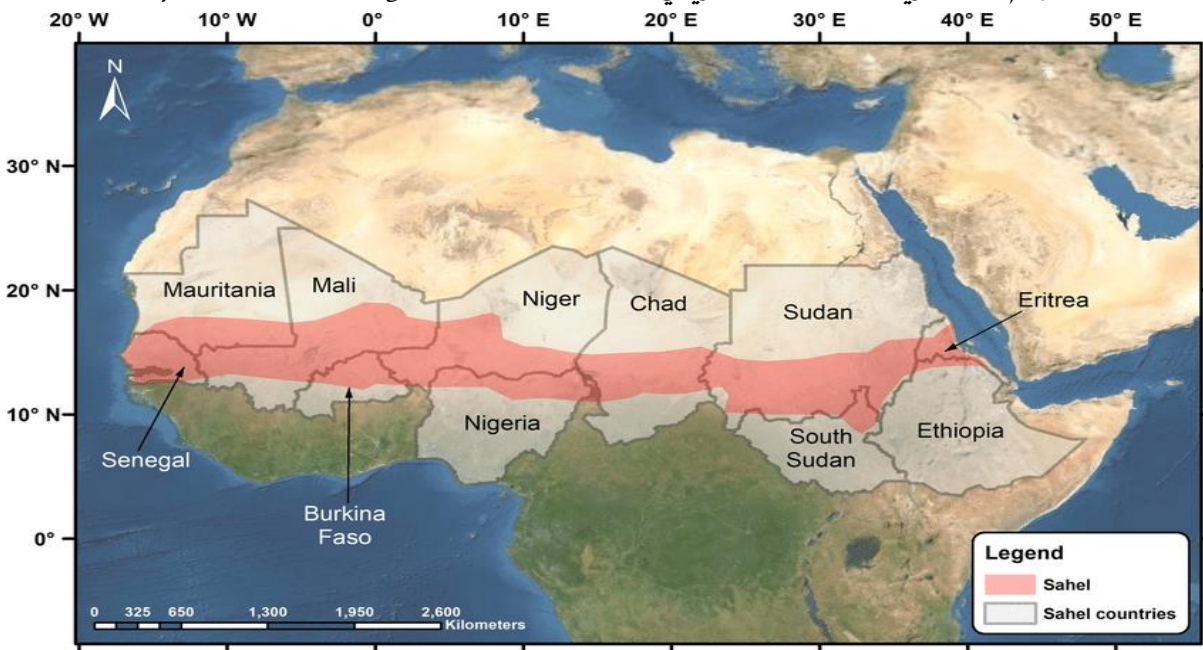 20° W 10° W 0° 10° E 20° E 30° E 40° E 50° E
N
30° N
20° N
10° N
0°
Mauritania
Mali
Niger
Chad
Sudan
Eritrea
Nigeria
South
Sudan
Ethiopia
Senegal
Burkina
Faso
Legend
Sahel
Sahel countries
0 325 650 1,300 1,950 2,600
Kilometers